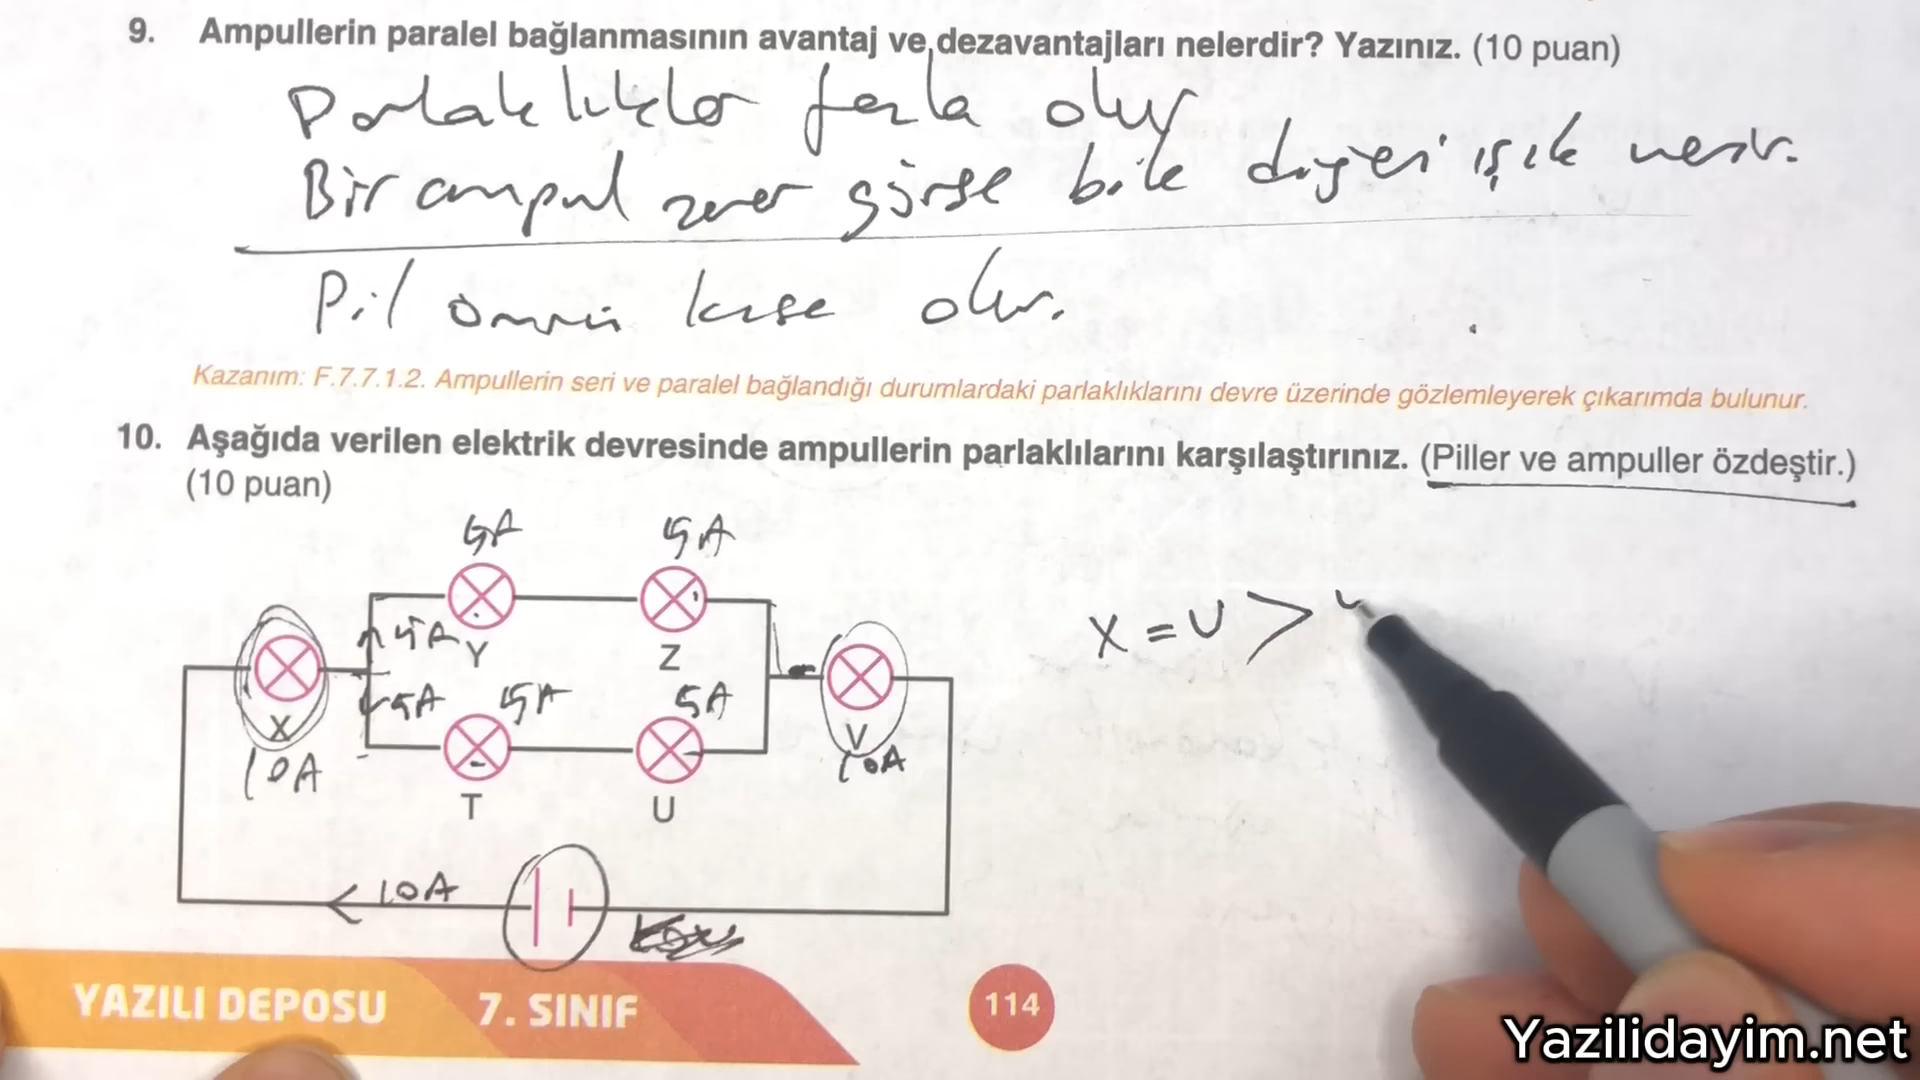 9. Ampullerin paralel bağlanmasının avantaj ve dezavantajları nelerdir? Yazınız. (10 puan)
Parlaklıklar fazla olur
Bir ampul zarar görse bile diğeri ışık verir.
Pil ömrü kısa olur.
Kazanım: F.7.7.1.2. Ampullerin seri ve paralel bağlandığı durumlardaki parlaklıklarını devre üzerinde gözlemleyerek çıkarımda bulunur.
10. Aşağıda verilen elektrik devresinde ampullerin parlaklılarını karşılaştırınız. (Piller ve ampuller özdeştir.)
(10 puan)
5A 5A
5A Y Z
X = V >
5A 5A 5A
X V
10A 10A
T U
10A
YAZILI DEPOSU 7. SINIF 114
Yazilidayim.net